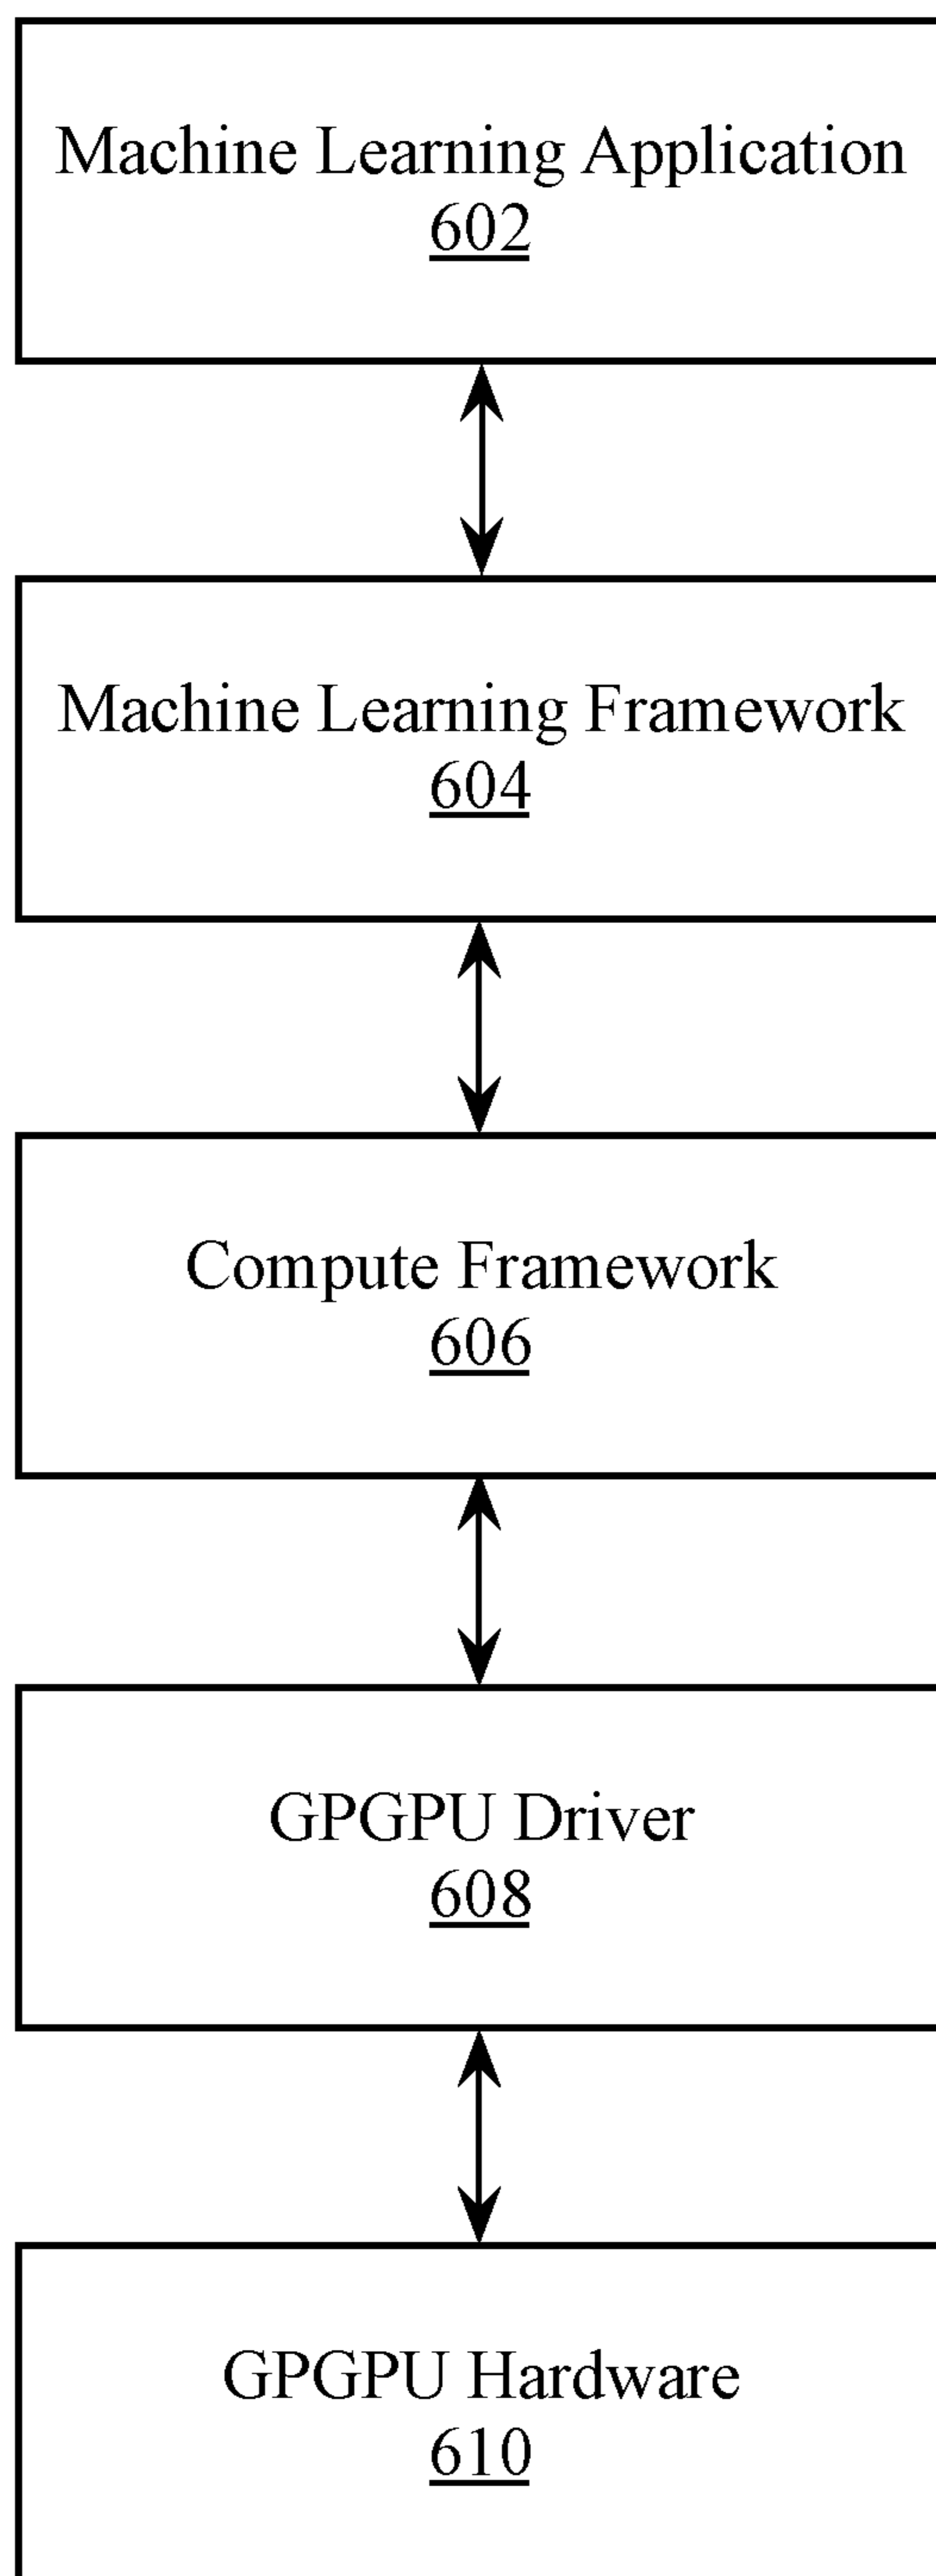 Machine Learning Application
602
Machine Learning Framework
604
Compute Framework
606
GPGPU Driver
608
GPGPU Hardware
610